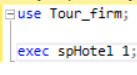 use Tour_firm;
exec spHotel 1;